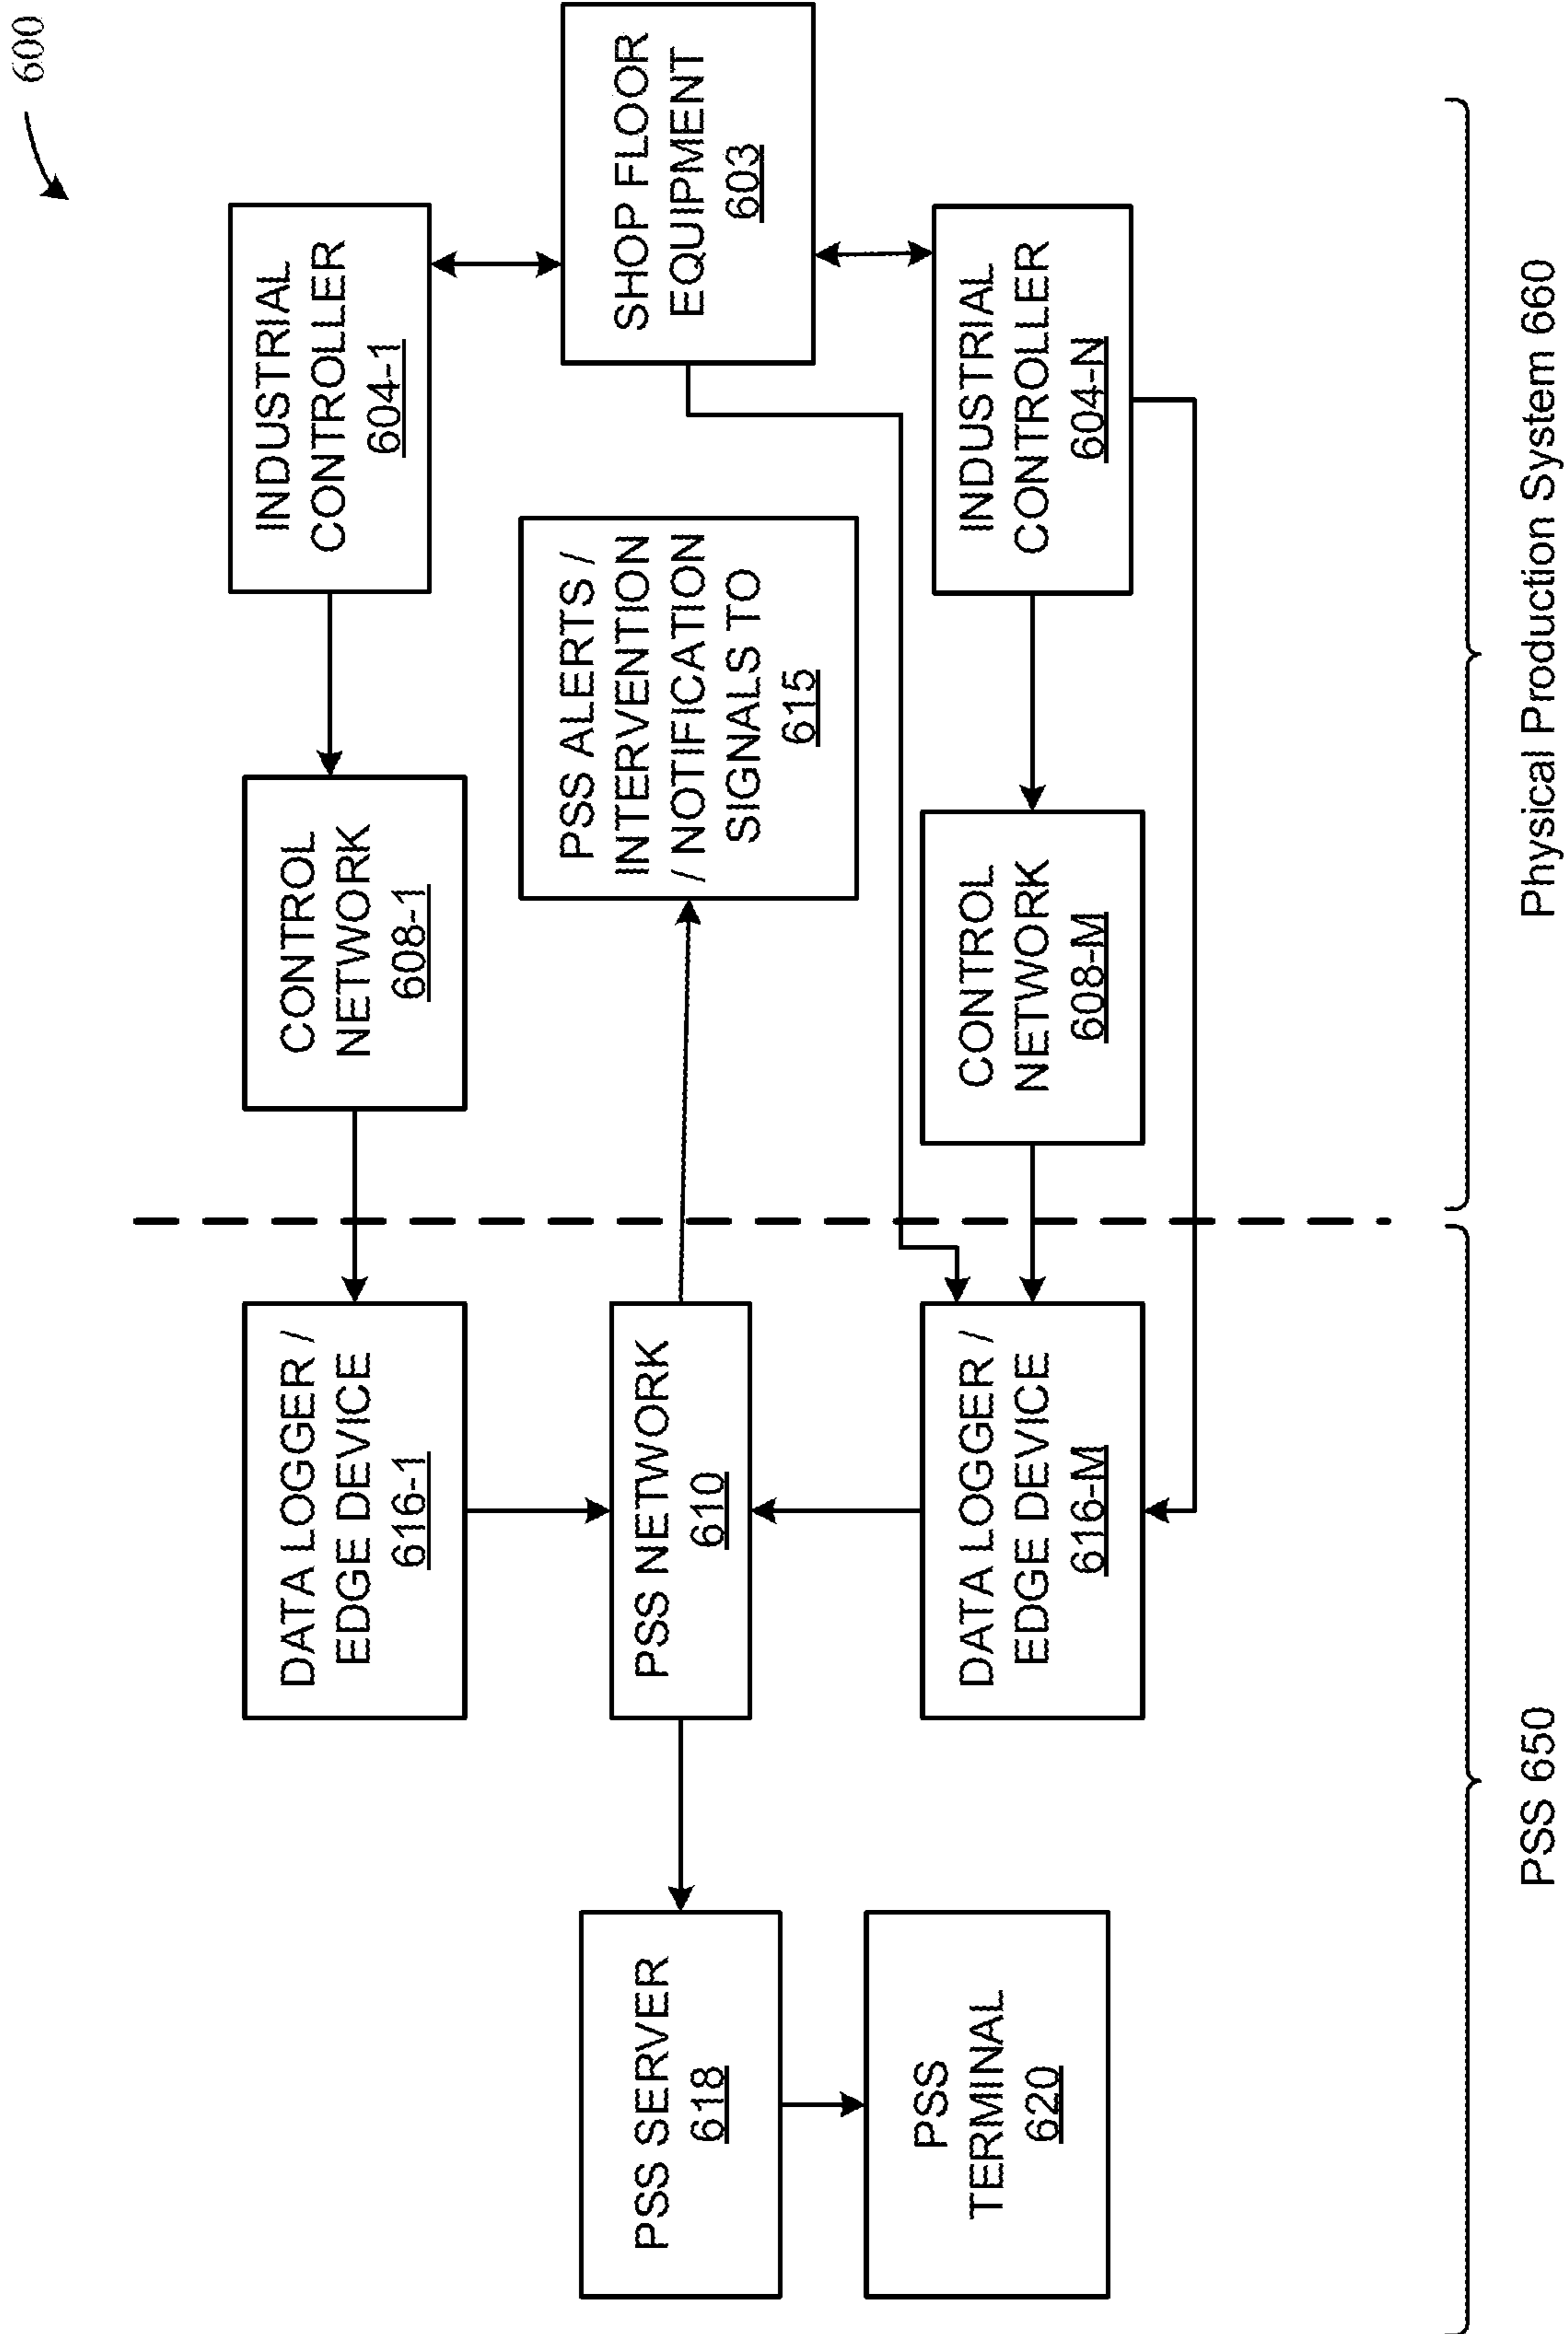 600
DATA LOGGER /
EDGE DEVICE
616-1
CONTROL
NETWORK
608-1
INDUSTRIAL
CONTROLLER
604-1
PSS SERVER
618
PSS NETWORK
610
PSS ALERTS /
INTERVENTION
/ NOTIFICATION
SIGNALS TO
615
SHOP FLOOR
EQUIPMENT
603
PSS
TERMINAL
620
DATA LOGGER /
EDGE DEVICE
616-M
CONTROL
NETWORK
608-M
INDUSTRIAL
CONTROLLER
604-N
PSS 650
Physical Production System 660